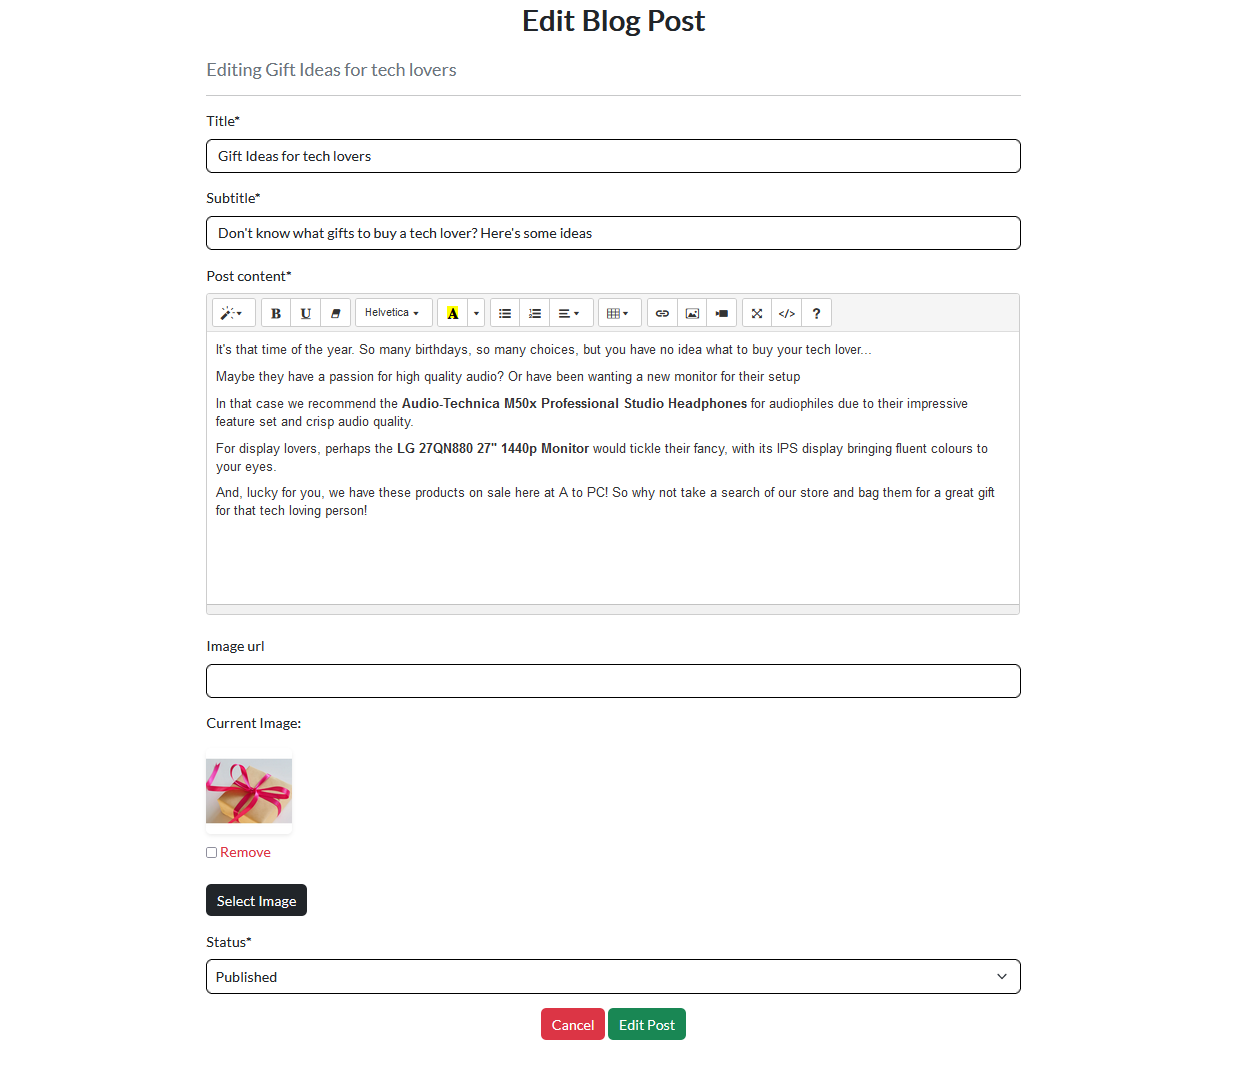 Edit Blog Post
Editing Gift Ideas for tech lovers
Title*
Gift Ideas for tech lovers
Subtitle*
Don't know what gifts to buy a tech lover? Here's some ideas
Post content*
B U Helvetica A </> ?
It's that time of the year. So many birthdays, so many choices, but you have no idea what to buy your tech lover...
Maybe they have a passion for high quality audio? Or have been wanting a new monitor for their setup
In that case we recommend the Audio-Technica M50x Professional Studio Headphones for audiophiles due to their impressive
feature set and crisp audio quality.
For display lovers, perhaps the LG 27QN880 27" 1440p Monitor would tickle their fancy, with its IPS display bringing fluent colours to
your eyes.
And, lucky for you, we have these products on sale here at A to PC! So why not take a search of our store and bag them for a great gift
for that tech loving person!
Image url
Current Image:
Remove
Select Image
Status*
Published
Cancel Edit Post